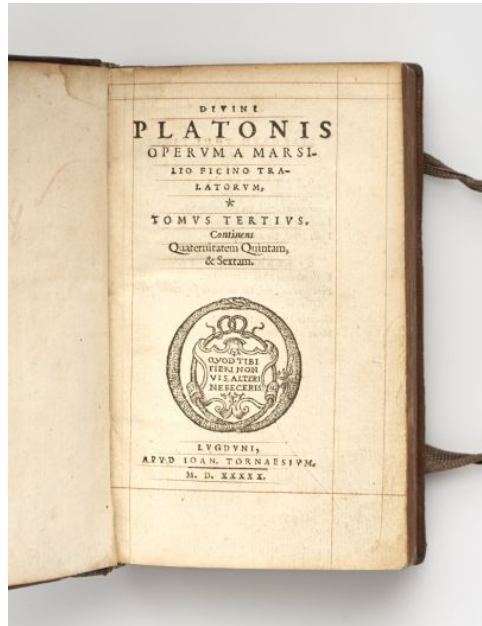 DIVINI
PLATONIS
OPERVM A MARSI-
LIO FICINO TRA-
LATORVM,
*
TOMVS TERTIVS.
Continens
Quaternitatem Quintam,
& Sextam.
QVOD TIBI
FIERI NON
VIS, ALTERI
NE FECERIS
LVGDVNI,
APVD IOAN. TORNAESIVM.
M. D. XXXXX.